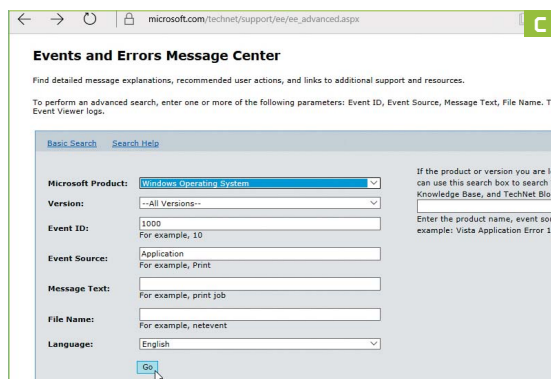 microsoft.com/technet/support/ee/ee_advanced.aspx
C
Events and Errors Message Center
Find detailed message explanations, recommended user actions, and links to additional support and resources.
To perform an advanced search, enter one or more of the following parameters: Event ID, Event Source, Message Text, File Name. T
Event Viewer logs.
Basic Search Search Help
Microsoft Product: Windows Operating System
Version: --All Versions--
Event ID: 1000
For example, 10
Event Source: Application
For example, Print
Message Text:
For example, print job
File Name:
For example, netevent
Language: English
Go
If the product or version you are l
can use this search box to search
Knowledge Base, and TechNet Blo
Enter the product name, event sou
example: Vista Application Error 1